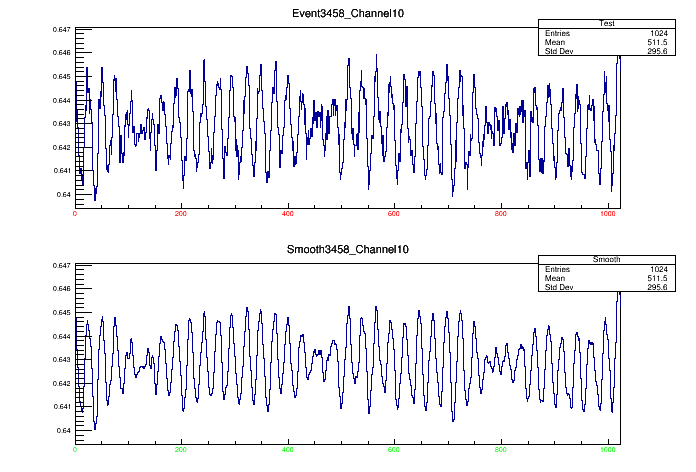 Event3458_Channel10
Test
Entries 1024
Mean 511.5
Std Dev 295.6
0.647
0.646
0.645
0.644
0.643
0.642
0.641
0.64
0 200 400 600 800 1000
Smooth3458_Channel10
Smooth
Entries 1024
Mean 511.5
Std Dev 295.6
0.647
0.646
0.645
0.644
0.643
0.642
0.641
0.64
0 200 400 600 800 1000